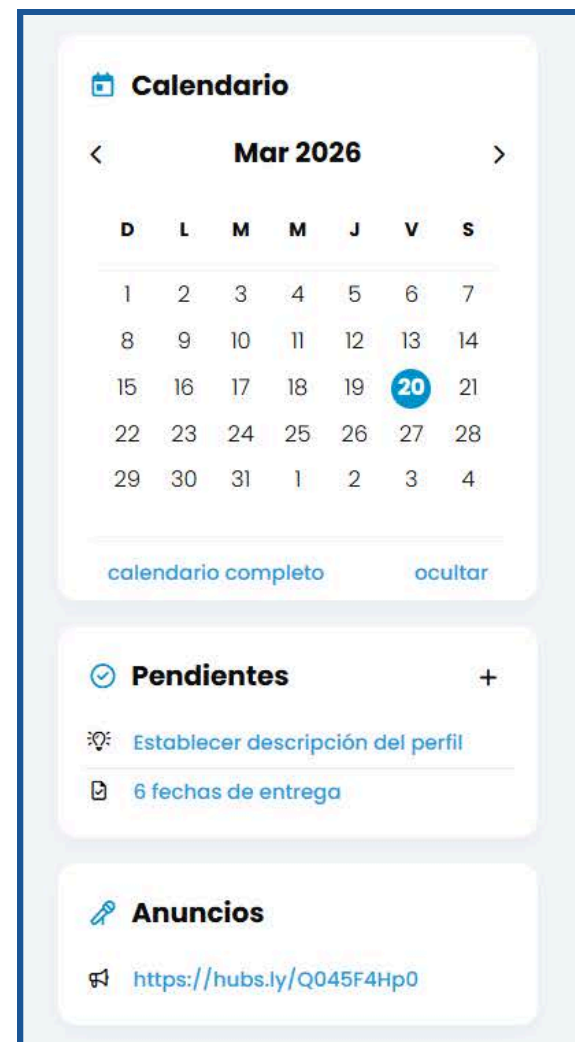 Calendario
Mar 2026
D L M M J V S
1 2 3 4 5 6 7
8 9 10 11 12 13 14
15 16 17 18 19 20 21
22 23 24 25 26 27 28
29 30 31 1 2 3 4
calendario completo ocultar
Pendientes +
Establecer descripción del perfil
6 fechas de entrega
Anuncios
https://hubs.ly/Q045F4Hp0